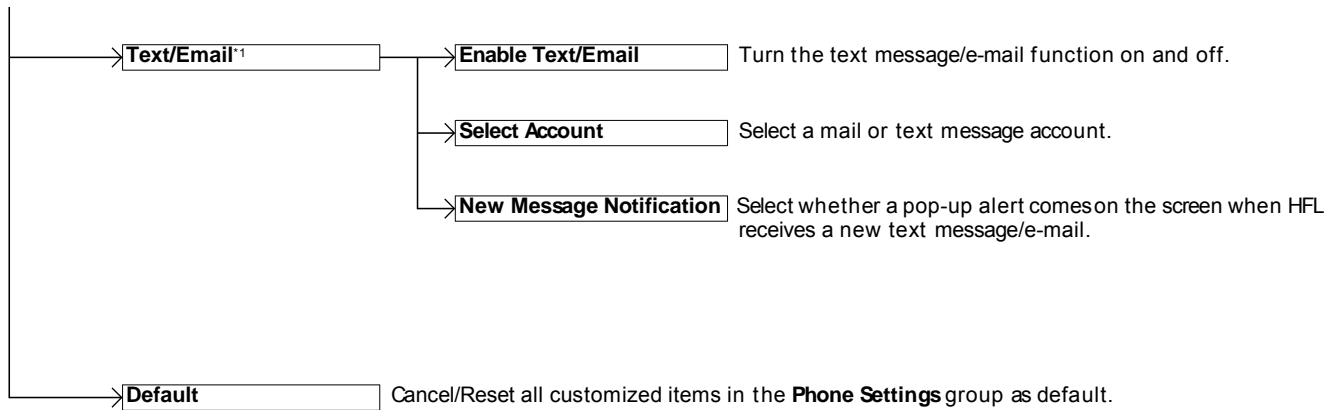 Text/Email*1
Enable Text/Email
Turn the text message/e-mail function on and off.
Select Account
Select a mail or text message account.
New Message Notification
Select whether a pop-up alert comes on the screen when HFL
receives a new text message/e-mail.
Default
Cancel/Reset all customized items in the Phone Settings group as default.